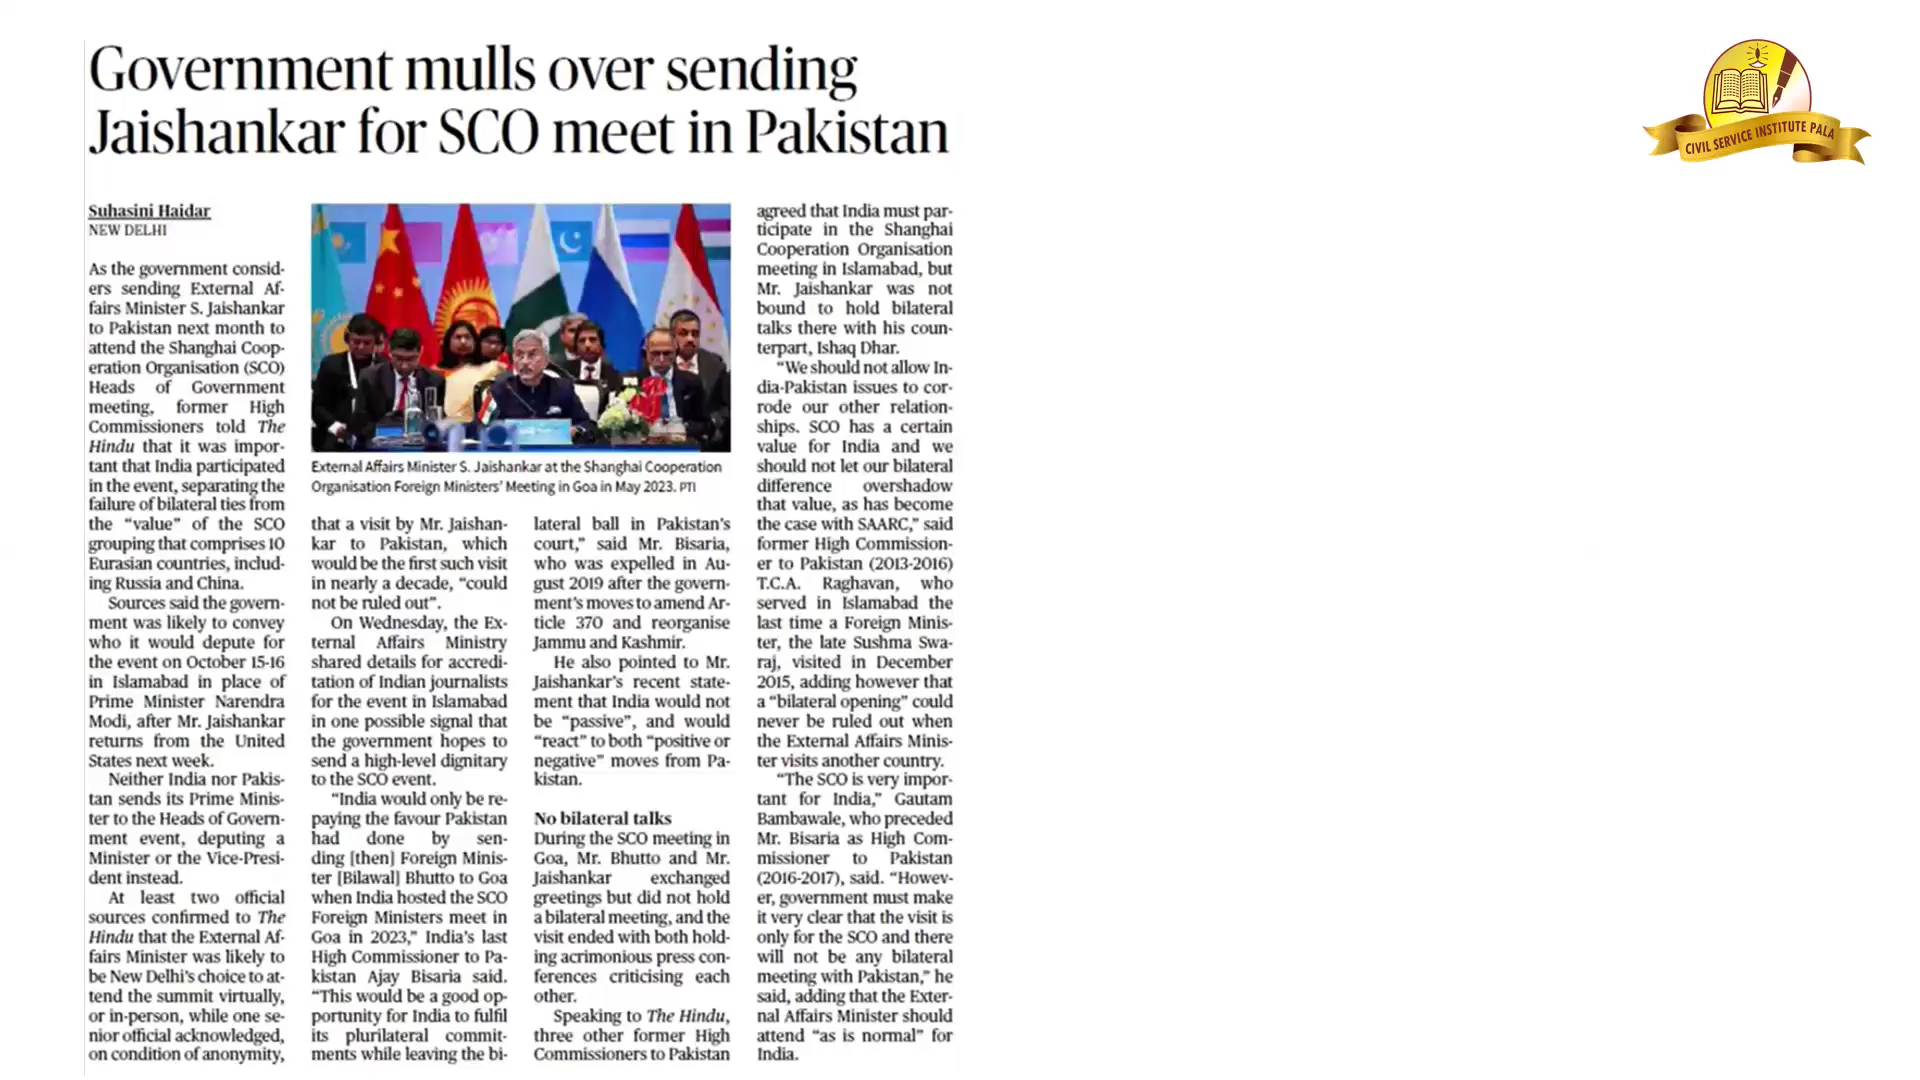 Government mulls over sending
Jaishankar for SCO meet in Pakistan
CIVIL SERVICE INSTITUTE PALA
Suhasini Haidar
NEW DELHI
As the government consid-
ers sending External Af-
fairs Minister S. Jaishankar
to Pakistan next month to
attend the Shanghai Coop-
eration Organisation (SCO)
Heads of Government
meeting, former High
Commissioners told The
Hindu that it was impor-
tant that India participated
in the event, separating the
failure of bilateral ties from
the “value” of the SCO
grouping that comprises 10
Eurasian countries, includ-
ing Russia and China.
Sources said the govern-
ment was likely to convey
who it would depute for
the event on October 15-16
in Islamabad in place of
Prime Minister Narendra
Modi, after Mr. Jaishankar
returns from the United
States next week.
Neither India nor Pakis-
tan sends its Prime Minis-
ter to the Heads of Govern-
ment event, deputing a
Minister or the Vice-Presi-
dent instead.
At least two official
sources confirmed to The
Hindu that the External Af-
fairs Minister was likely to
be New Delhi's choice to at-
tend the summit virtually,
or in-person, while one se-
nior official acknowledged,
on condition of anonymity,
External Affairs Minister S. Jaishankar at the Shanghai Cooperation
Organisation Foreign Ministers' Meeting in Goa in May 2023. PTI
that a visit by Mr. Jaishan-
kar to Pakistan, which
would be the first such visit
in nearly a decade, “could
not be ruled out”.
On Wednesday, the Ex-
ternal Affairs Ministry
shared details for accredi-
tation of Indian journalists
for the event in Islamabad
in one possible signal that
the government hopes to
send a high-level dignitary
to the SCO event.
“India would only be re-
paying the favour Pakistan
had done by sen-
ding [then] Foreign Minis-
ter [Bilawal] Bhutto to Goa
when India hosted the SCO
Foreign Ministers meet in
Goa in 2023,” India's last
High Commissioner to Pa-
kistan Ajay Bisaria said.
“This would be a good op-
portunity for India to fulfil
its plurilateral commit-
ments while leaving the bi-
lateral ball in Pakistan's
court,” said Mr. Bisaria,
who was expelled in Au-
gust 2019 after the govern-
ment's moves to amend Ar-
ticle 370 and reorganise
Jammu and Kashmir.
He also pointed to Mr.
Jaishankar's recent state-
ment that India would not
be “passive”, and would
“react” to both “positive or
negative” moves from Pa-
kistan.
No bilateral talks
During the SCO meeting in
Goa, Mr. Bhutto and Mr.
Jaishankar exchanged
greetings but did not hold
a bilateral meeting, and the
visit ended with both hold-
ing acrimonious press con-
ferences criticising each
other.
Speaking to The Hindu,
three other former High
Commissioners to Pakistan
agreed that India must par-
ticipate in the Shanghai
Cooperation Organisation
meeting in Islamabad, but
Mr. Jaishankar was not
bound to hold bilateral
talks there with his coun-
terpart, Ishaq Dhar.
“We should not allow In-
dia-Pakistan issues to cor-
rode our other relation-
ships. SCO has a certain
value for India and we
should not let our bilateral
difference overshadow
that value, as has become
the case with SAARC,” said
former High Commission-
er to Pakistan (2013-2016)
T.C.A. Raghavan, who
served in Islamabad the
last time a Foreign Minis-
ter, the late Sushma Swa-
raj, visited in December
2015, adding however that
a “bilateral opening” could
never be ruled out when
the External Affairs Minis-
ter visits another country.
“The SCO is very impor-
tant for India,” Gautam
Bambawale, who preceded
Mr. Bisaria as High Com-
missioner to Pakistan
(2016-2017), said. “Howev-
er, government must make
it very clear that the visit is
only for the SCO and there
will not be any bilateral
meeting with Pakistan,” he
said, adding that the Exter-
nal Affairs Minister should
attend “as is normal” for
India.